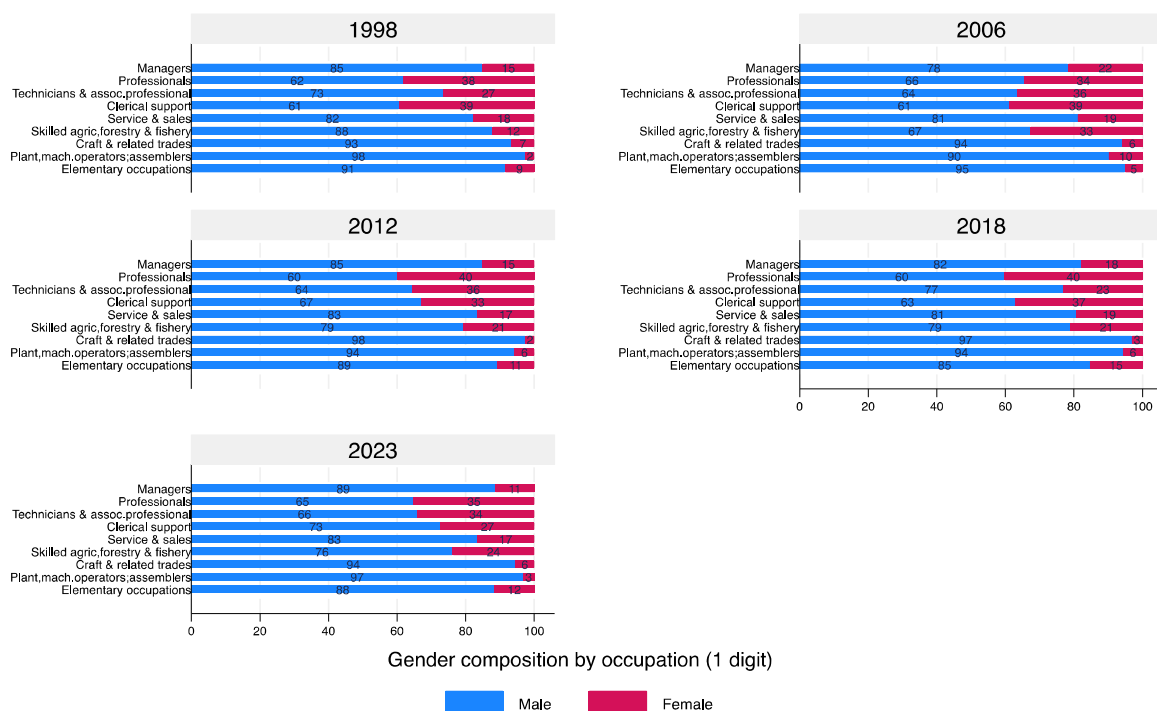 1998
Managers 85 15
Professionals 62 38
Technicians & assoc.professional 73 27
Clerical support 61 39
Service & sales 82 18
Skilled agric,forestry & fishery 88 12
Craft & related trades 93 7
Plant,mach.operators;assemblers 98 2
Elementary occupations 91 9
2006
Managers 78 22
Professionals 66 34
Technicians & assoc.professional 64 36
Clerical support 61 39
Service & sales 81 19
Skilled agric,forestry & fishery 67 33
Craft & related trades 94 6
Plant,mach.operators;assemblers 90 10
Elementary occupations 95 5
2012
Managers 85 15
Professionals 60 40
Technicians & assoc.professional 64 36
Clerical support 67 33
Service & sales 83 17
Skilled agric,forestry & fishery 79 21
Craft & related trades 98 2
Plant,mach.operators;assemblers 94 6
Elementary occupations 89 11
2018
Managers 82 18
Professionals 60 40
Technicians & assoc.professional 77 23
Clerical support 63 37
Service & sales 81 19
Skilled agric,forestry & fishery 79 21
Craft & related trades 97 3
Plant,mach.operators;assemblers 94 6
Elementary occupations 85 15
0 20 40 60 80 100
2023
Managers 89 11
Professionals 65 35
Technicians & assoc.professional 66 34
Clerical support 73 27
Service & sales 83 17
Skilled agric,forestry & fishery 76 24
Craft & related trades 94 6
Plant,mach.operators;assemblers 97 3
Elementary occupations 88 12
0 20 40 60 80 100
Gender composition by occupation (1 digit)
Male Female